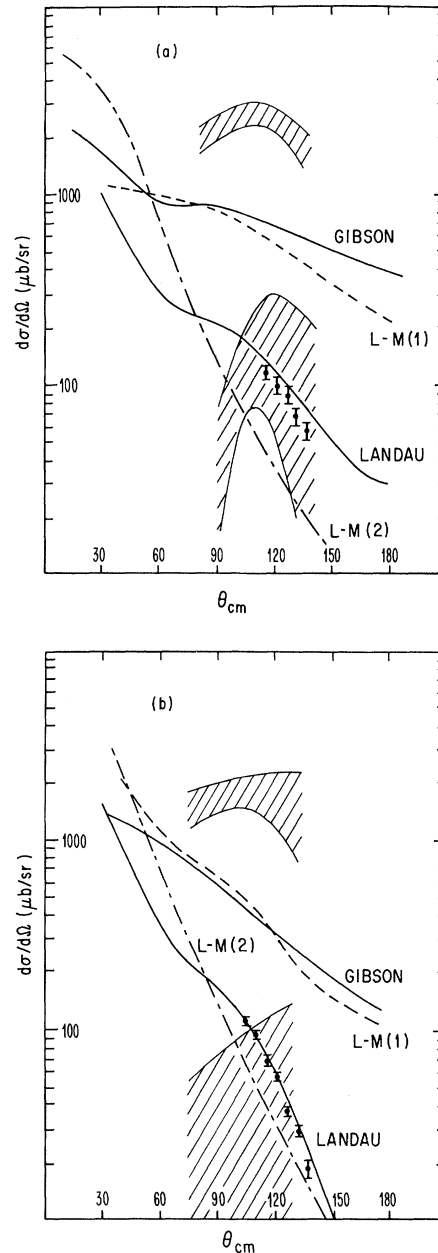 (a)
dσ/dΩ (μb/sr)
1000
100
GIBSON
L-M(1)
LANDAU
L-M(2)
30 60 90 120 150 180
θcm
(b)
dσ/dΩ (μb/sr)
1000
100
L-M(2)
GIBSON
L-M(1)
LANDAU
30 60 90 120 150 180
θcm